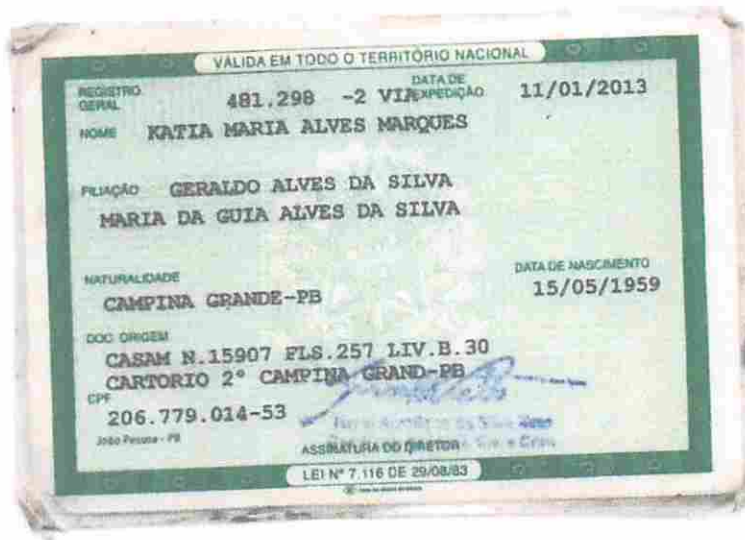 VÁLIDA EM TODO O TERRITÓRIO NACIONAL
REGISTRO GERAL 481.298 -2 VIA DATA DE EXPEDIÇÃO 11/01/2013
NOME KATIA MARIA ALVES MARQUES
FILIAÇÃO GERALDO ALVES DA SILVA
MARIA DA GUIA ALVES DA SILVA
NATURALIDADE DATA DE NASCIMENTO
CAMPINA GRANDE-PB 15/05/1959
DOC ORIGEM
CASAM N.15907 FLS.257 LIV.B.30
CARTORIO 2º CAMPINA GRAND-PB
CPF
206.779.014-53
João Pessoa - PB
ASSINATURA DO DIRETOR
LEI Nº 7.116 DE 29/08/83